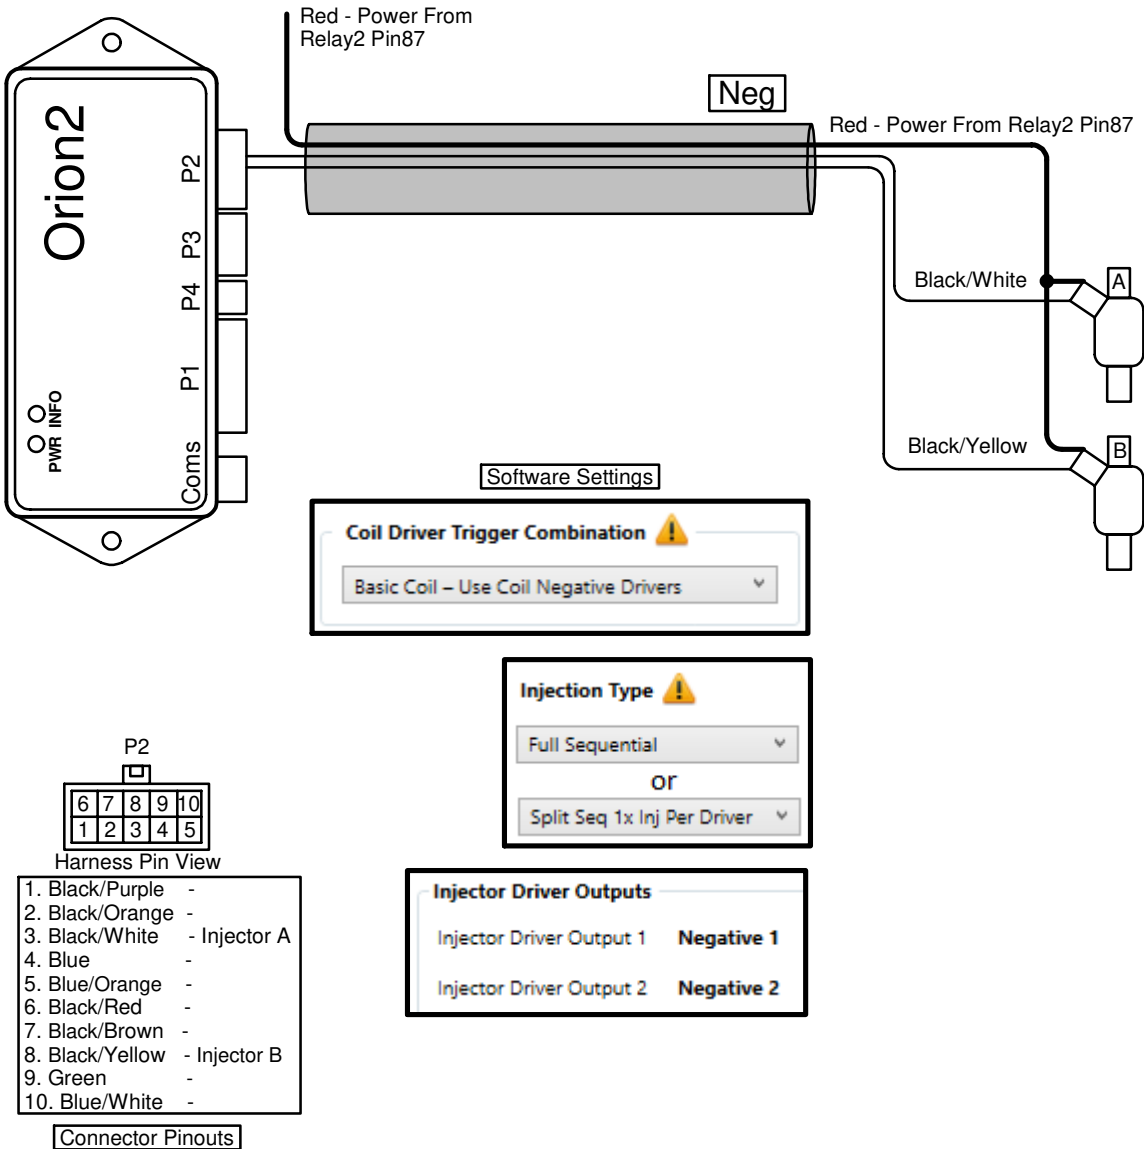 Red - Power From
Relay2 Pin87
Neg
Red - Power From Relay2 Pin87
Orion2
P2
P3
P4
P1
Coms
INFO
PWR
Black/White
A
Black/Yellow
B
Software Settings
Coil Driver Trigger Combination
Basic Coil – Use Coil Negative Drivers
Injection Type
Full Sequential
or
Split Seq 1x Inj Per Driver
Injector Driver Outputs
Injector Driver Output 1 Negative 1
Injector Driver Output 2 Negative 2
P2
6 7 8 9 10
1 2 3 4 5
Harness Pin View
1. Black/Purple -
2. Black/Orange -
3. Black/White - Injector A
4. Blue -
5. Blue/Orange -
6. Black/Red -
7. Black/Brown -
8. Black/Yellow - Injector B
9. Green -
10. Blue/White -
Connector Pinouts